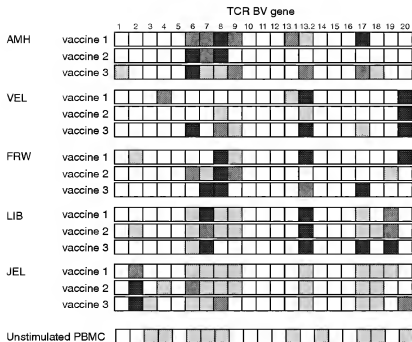 TCR BV gene
1 2 3 4 5 6 7 8 9 10 11 12 13.1 13.2 14 15 16 17 18 19 20
AMH vaccine 1
vaccine 2
vaccine 3
VEL vaccine 1
vaccine 2
vaccine 3
FRW vaccine 1
vaccine 2
vaccine 3
LIB vaccine 1
vaccine 2
vaccine 3
JEL vaccine 1
vaccine 2
vaccine 3
Unstimulated PBMC